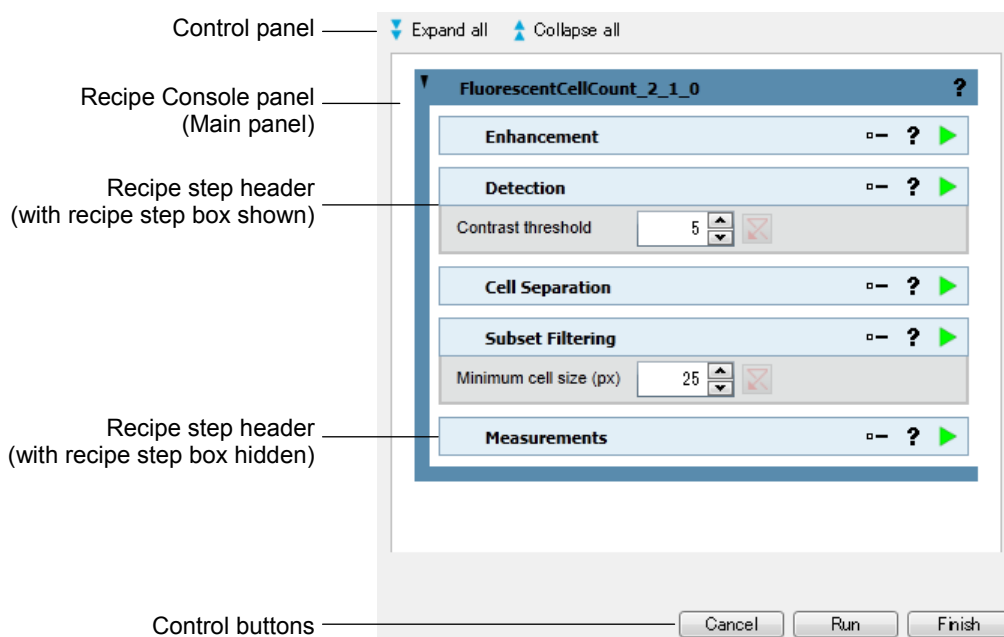 Control panel
Expand all Collapse all
Recipe Console panel
(Main panel)
FluorescentCellCount_2_1_0 ?
Enhancement ?
Recipe step header
(with recipe step box shown)
Detection ?
Contrast threshold 5
Cell Separation ?
Subset Filtering ?
Minimum cell size (px) 25
Recipe step header
(with recipe step box hidden)
Measurements ?
Control buttons
Cancel Run Finish